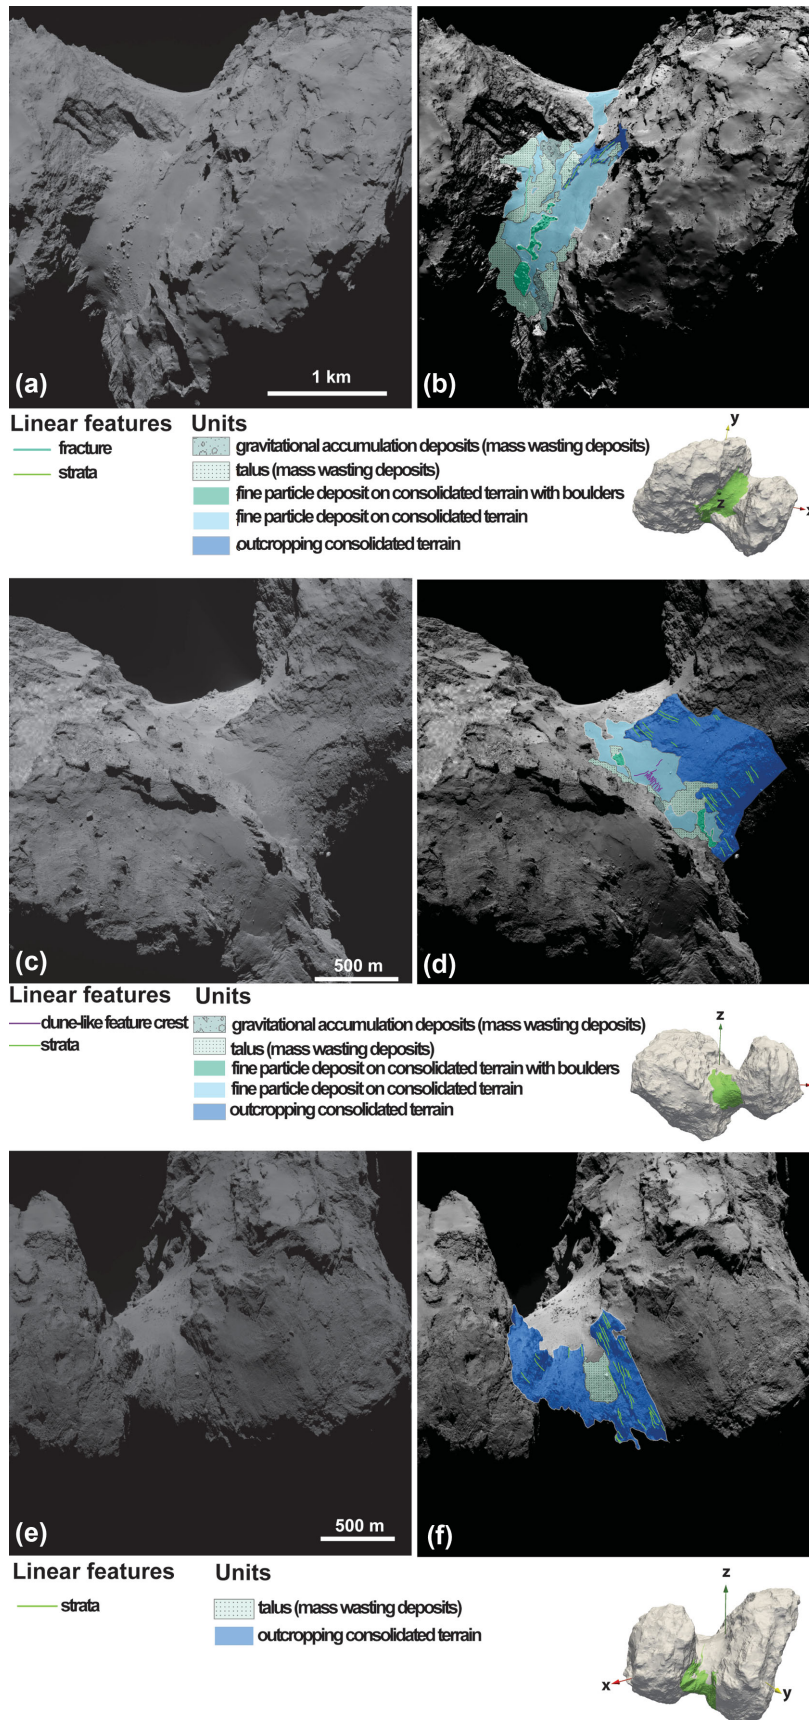 (a)
1 km
(b)
Linear features
fracture
strata
Units
gravitational accumulation deposits (mass wasting deposits)
talus (mass wasting deposits)
fine particle deposit on consolidated terrain with boulders
fine particle deposit on consolidated terrain
outcropping consolidated terrain
y
z
x
(c)
500 m
(d)
Linear features
dune-like feature crest
strata
Units
gravitational accumulation deposits (mass wasting deposits)
talus (mass wasting deposits)
fine particle deposit on consolidated terrain with boulders
fine particle deposit on consolidated terrain
outcropping consolidated terrain
z
(e)
500 m
(f)
Linear features
strata
Units
talus (mass wasting deposits)
outcropping consolidated terrain
z
x
y